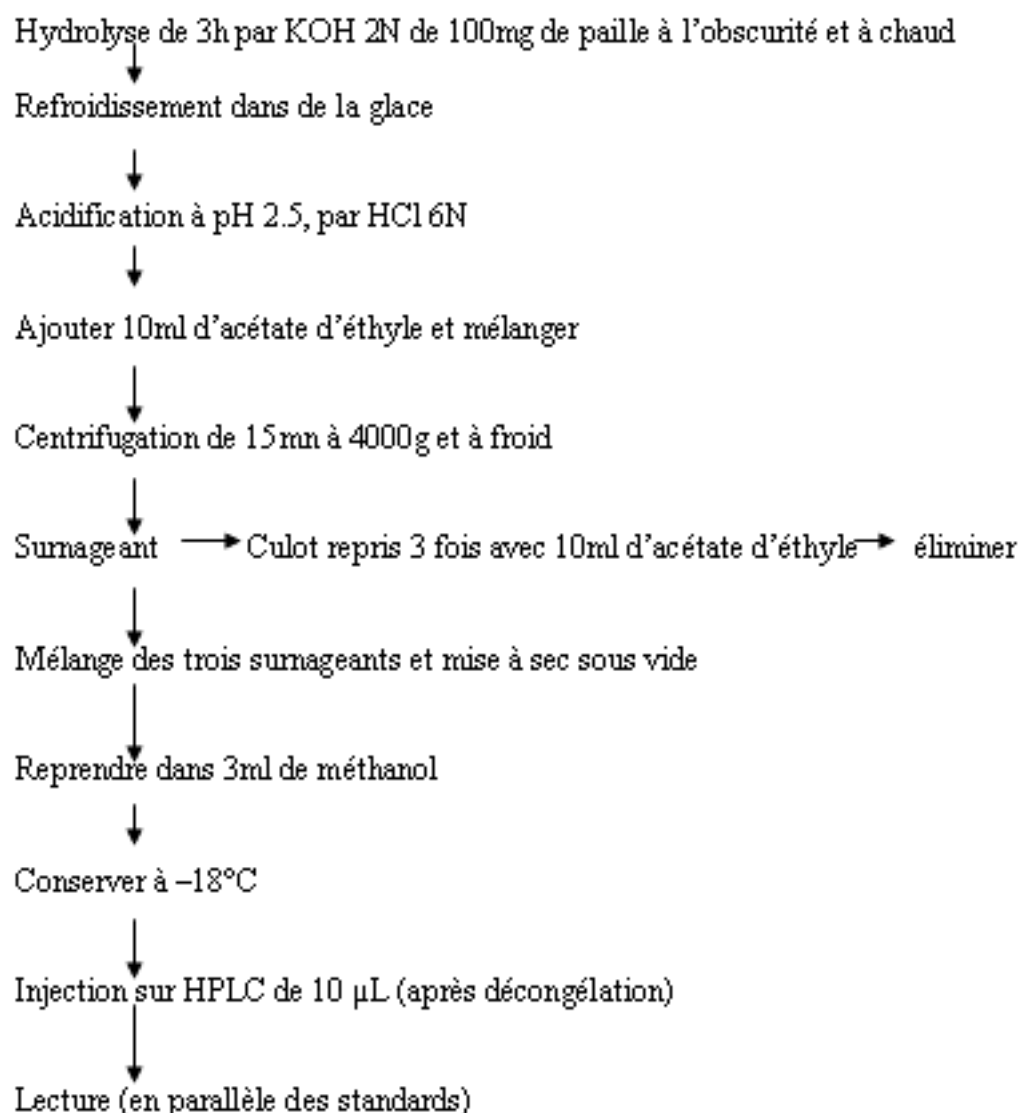 Hydrolyse de 3h par KOH 2N de 100mg de paille à l’obscurité et à chaud
Refroidissement dans de la glace
Acidification à pH 2.5, par HCl 6N
Ajouter 10ml d’acétate d’éthyle et mélanger
Centrifugation de 15mn à 4000g et à froid
Surnageant → Culot repris 3 fois avec 10ml d’acétate d’éthyle → éliminer
Mélange des trois surnageants et mise à sec sous vide
Reprendre dans 3ml de méthanol
Conserver à –18°C
Injection sur HPLC de 10 µL (après décongélation)
Lecture (en parallèle des standards)